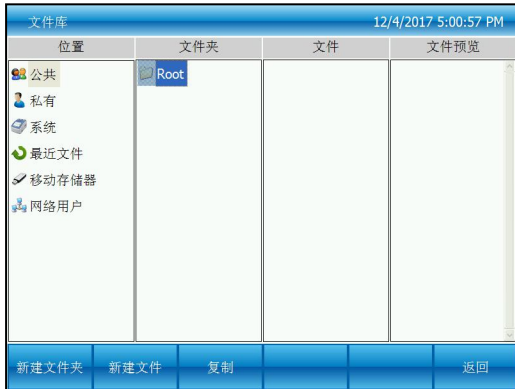 文件库 12/4/2017 5:00:57 PM
位置 文件夹 文件 文件预览
公共 Root
私有
系统
最近文件
移动存储器
网络用户
新建文件夹 新建文件 复制 返回